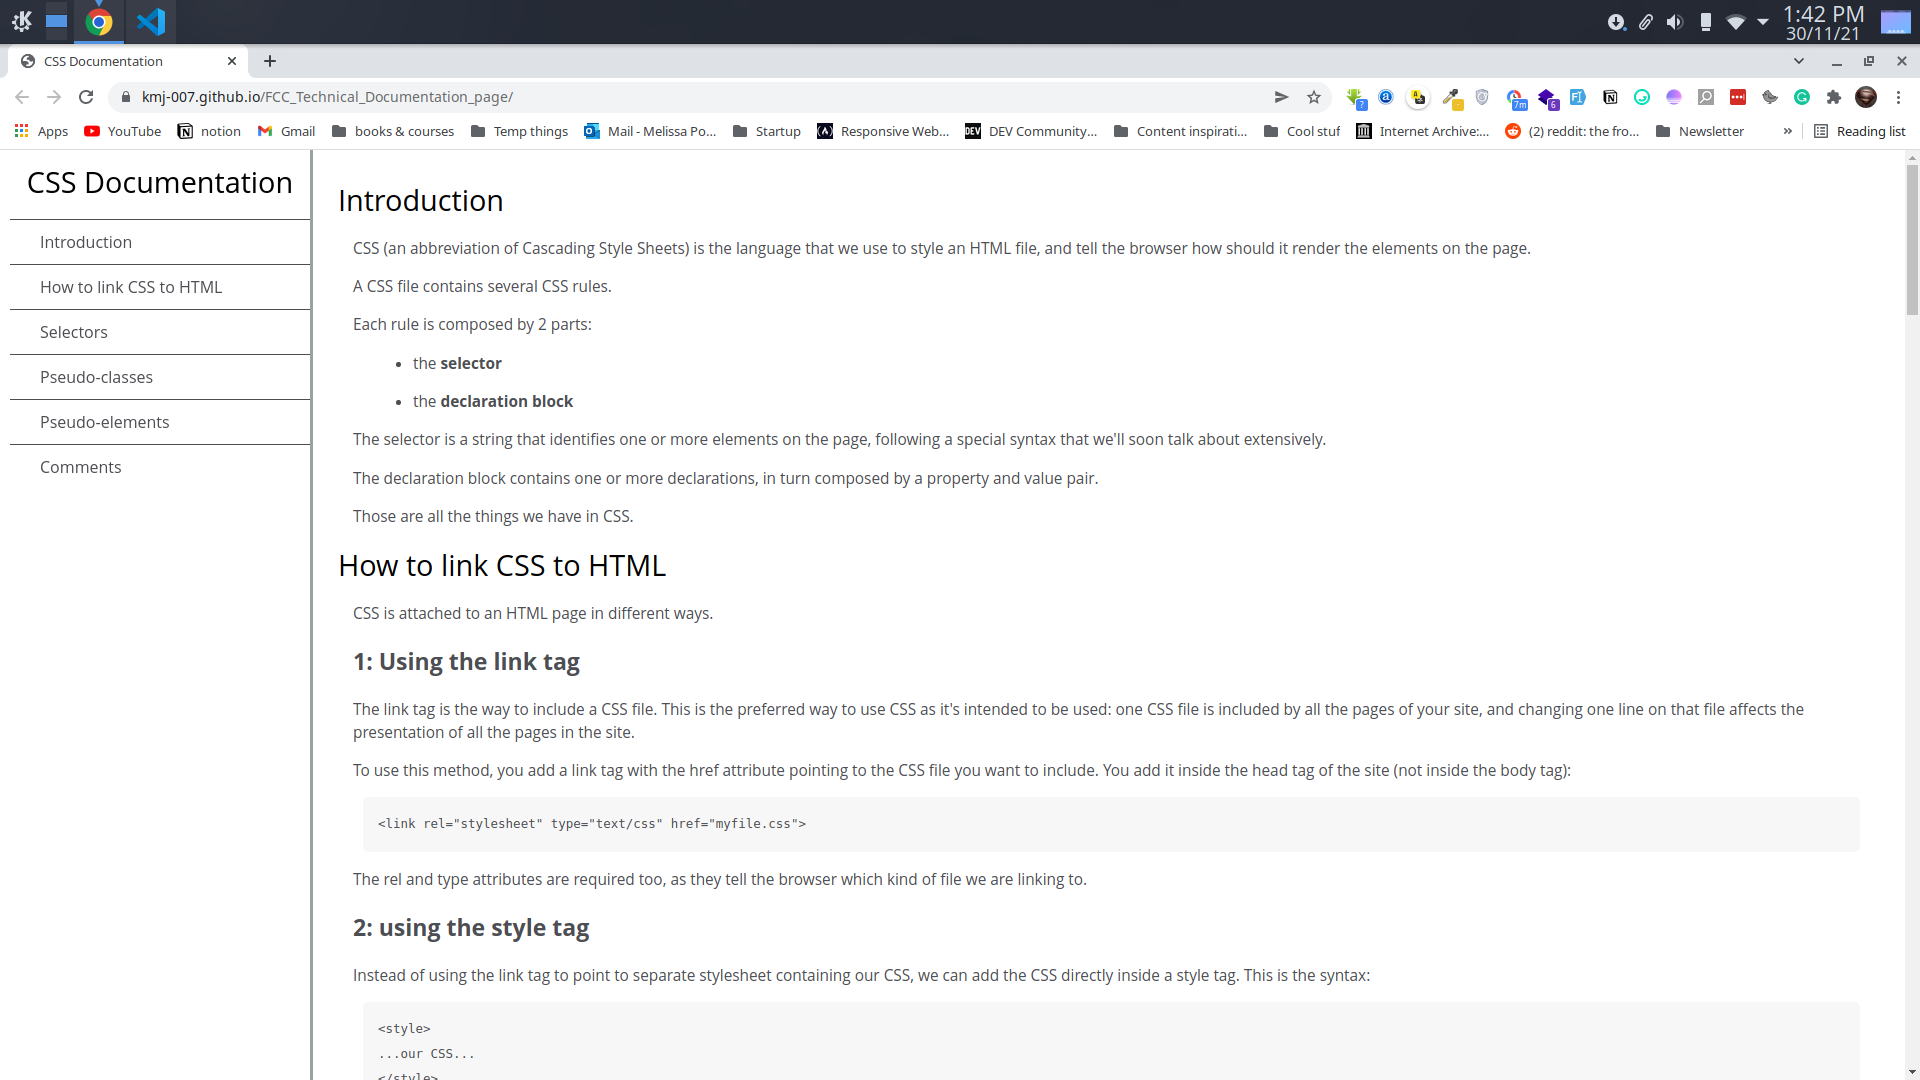 1:42 PM
30/11/21
CSS Documentation
kmj-007.github.io/FCC_Technical_Documentation_page/
?
7m
6
Apps
YouTube
notion
Gmail
books & courses
Temp things
Mail - Melissa Po...
Startup
Responsive Web...
DEV
DEV Community...
Content inspirati...
Cool stuf
Internet Archive:...
(2) reddit: the fro...
Newsletter
»
Reading list
CSS Documentation
Introduction
How to link CSS to HTML
Selectors
Pseudo-classes
Pseudo-elements
Comments
Introduction
CSS (an abbreviation of Cascading Style Sheets) is the language that we use to style an HTML file, and tell the browser how should it render the elements on the page.
A CSS file contains several CSS rules.
Each rule is composed by 2 parts:
• the selector
• the declaration block
The selector is a string that identifies one or more elements on the page, following a special syntax that we'll soon talk about extensively.
The declaration block contains one or more declarations, in turn composed by a property and value pair.
Those are all the things we have in CSS.
How to link CSS to HTML
CSS is attached to an HTML page in different ways.
1: Using the link tag
The link tag is the way to include a CSS file. This is the preferred way to use CSS as it's intended to be used: one CSS file is included by all the pages of your site, and changing one line on that file affects the
presentation of all the pages in the site.
To use this method, you add a link tag with the href attribute pointing to the CSS file you want to include. You add it inside the head tag of the site (not inside the body tag):
<link rel="stylesheet" type="text/css" href="myfile.css">
The rel and type attributes are required too, as they tell the browser which kind of file we are linking to.
2: using the style tag
Instead of using the link tag to point to separate stylesheet containing our CSS, we can add the CSS directly inside a style tag. This is the syntax:
<style>
...our CSS...
</style>